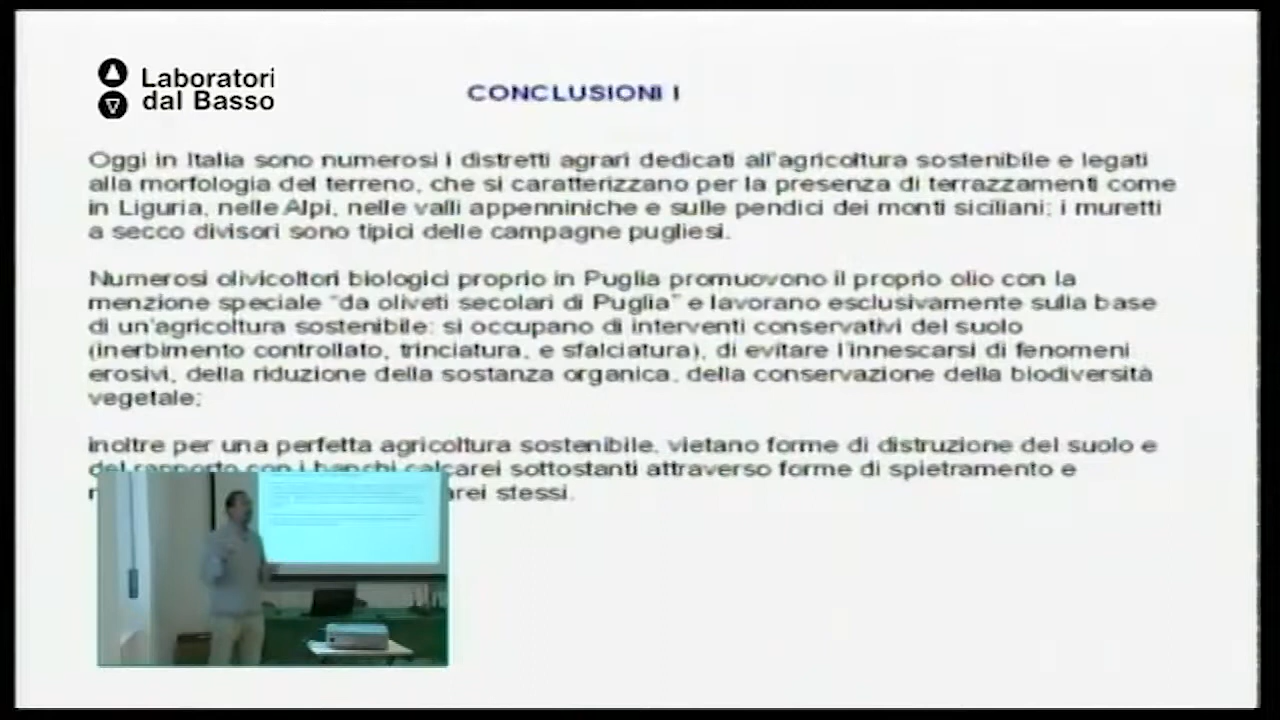 Laboratori
dal Basso
CONCLUSIONI I
Oggi in Italia sono numerosi i distretti agrari dedicati all'agricoltura sostenibile e legati
alla morfologia del terreno, che si caratterizzano per la presenza di terrazzamenti come
in Liguria, nelle Alpi, nelle valli appenniniche e sulle pendici dei monti siciliani; i muretti
a secco divisori sono tipici delle campagne pugliesi.
Numerosi olivicoltori biologici proprio in Puglia promuovono il proprio olio con la
menzione speciale "da oliveti secolari di Puglia" e lavorano esclusivamente sulla base
di un'agricoltura sostenibile: si occupano di interventi conservativi del suolo
(inerbimento controllato, trinciatura, e sfalciatura), di evitare l'innescarsi di fenomeni
erosivi, della riduzione della sostanza organica, della conservazione della biodiversità
vegetale;
inoltre per una perfetta agricoltura sostenibile, vietano forme di distruzione del suolo e
del rapporto con i banchi calcarei sottostanti attraverso forme di spietramento e
stessi.